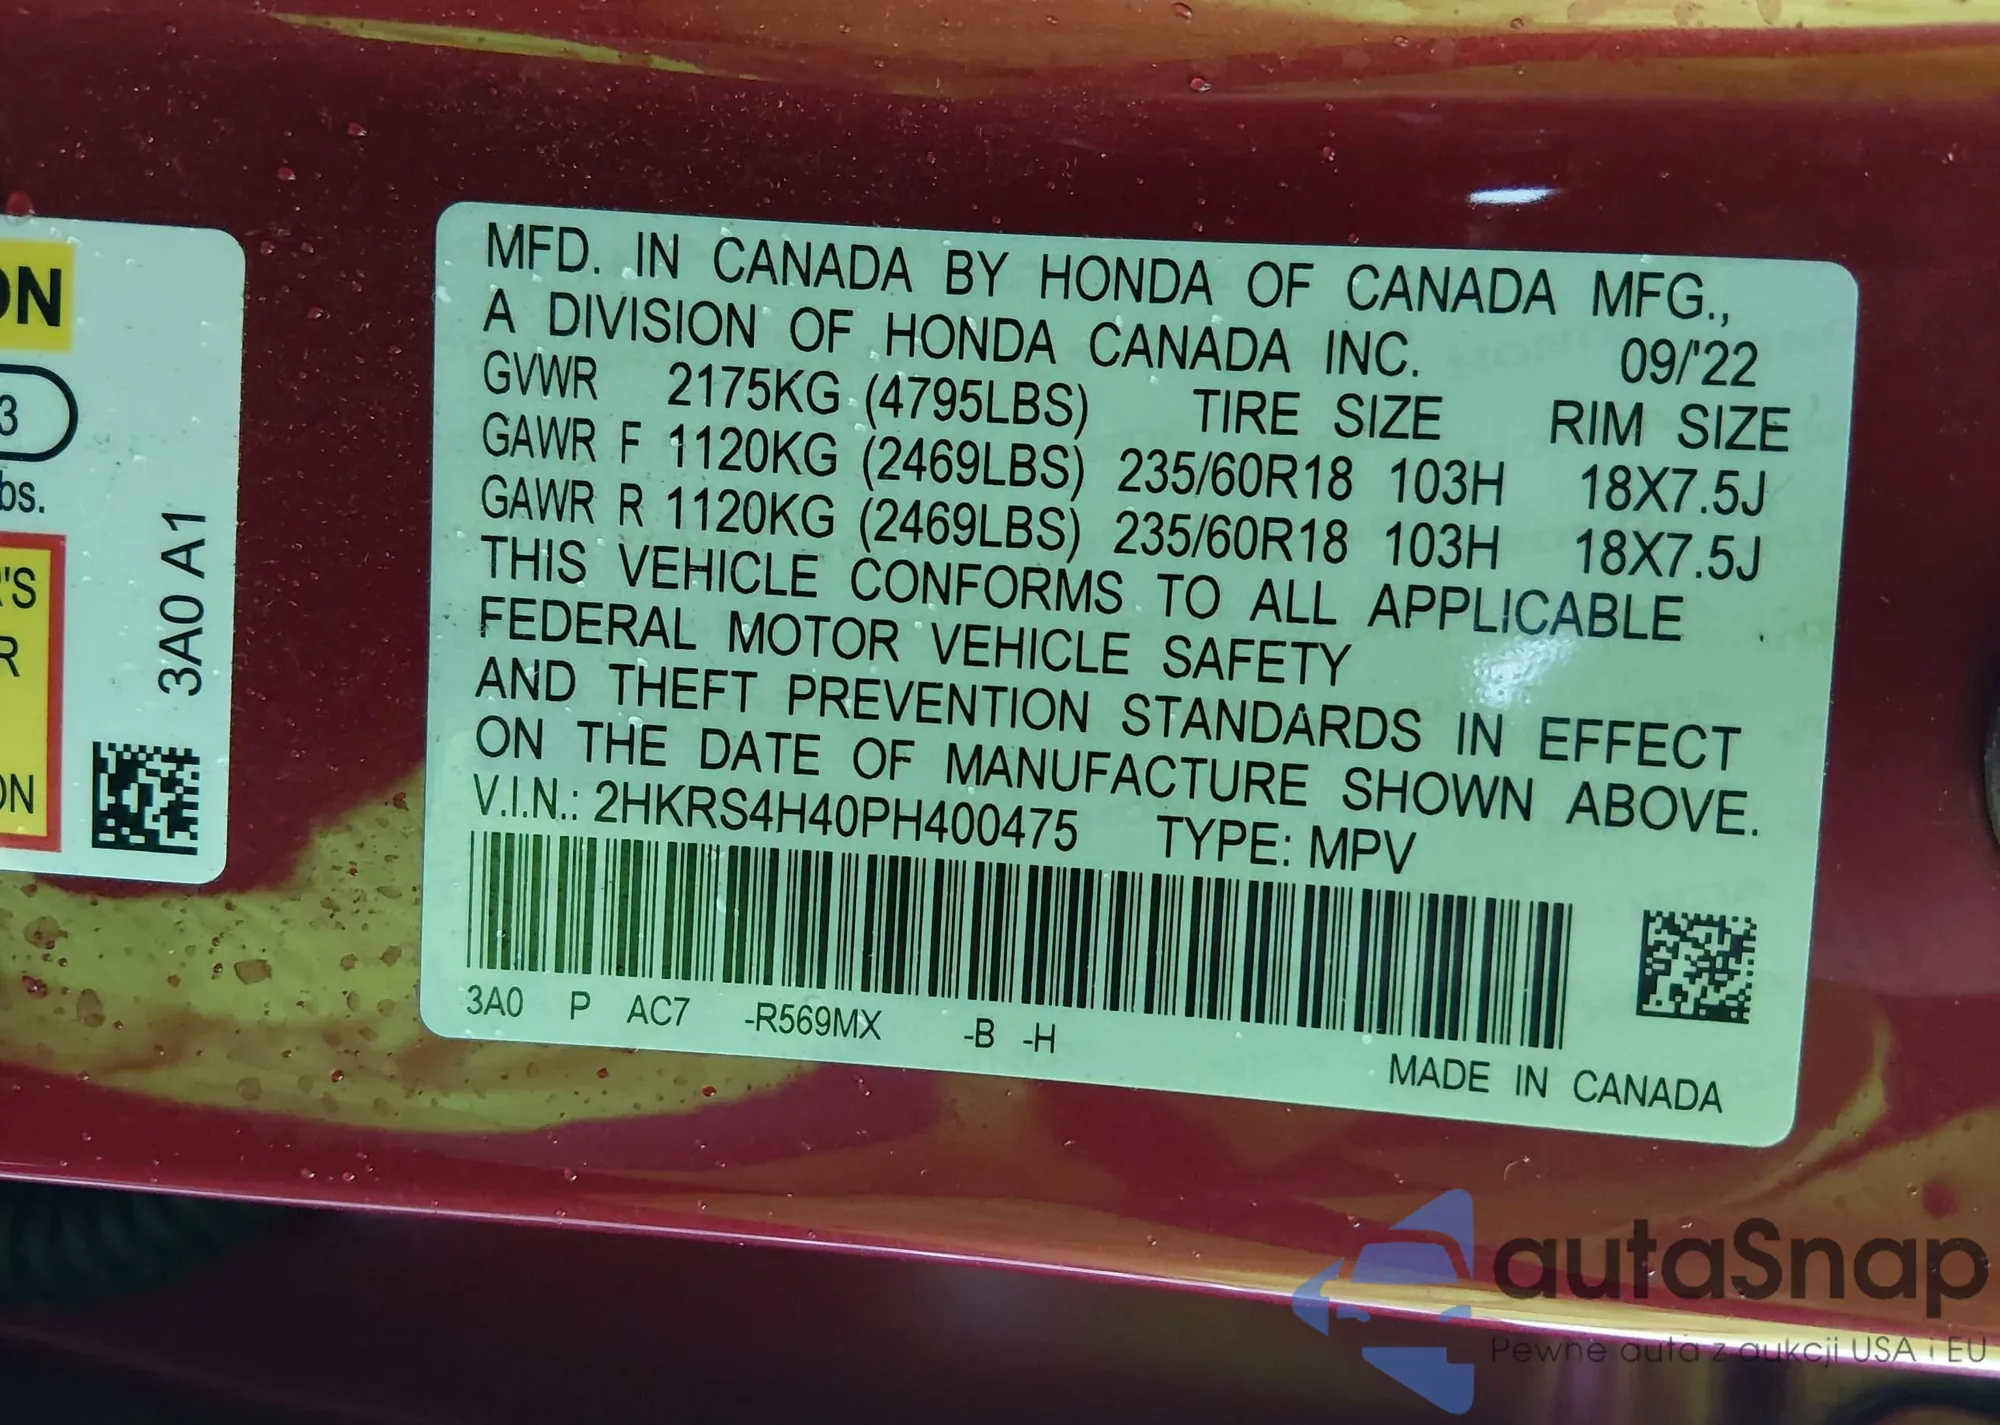 ON
3
bs.
'S
R
ON
3A0 A1
MFD. IN CANADA BY HONDA OF CANADA MFG.,
A DIVISION OF HONDA CANADA INC. 09/'22
GVWR 2175KG (4795LBS) TIRE SIZE RIM SIZE
GAWR F 1120KG (2469LBS) 235/60R18 103H 18X7.5J
GAWR R 1120KG (2469LBS) 235/60R18 103H 18X7.5J
THIS VEHICLE CONFORMS TO ALL APPLICABLE
FEDERAL MOTOR VEHICLE SAFETY
AND THEFT PREVENTION STANDARDS IN EFFECT
ON THE DATE OF MANUFACTURE SHOWN ABOVE.
V.I.N.: 2HKRS4H40PH400475 TYPE: MPV
3A0 P AC7 -R569MX -B -H
MADE IN CANADA
autaSnap
Pewne auta z aukcji USA i EU